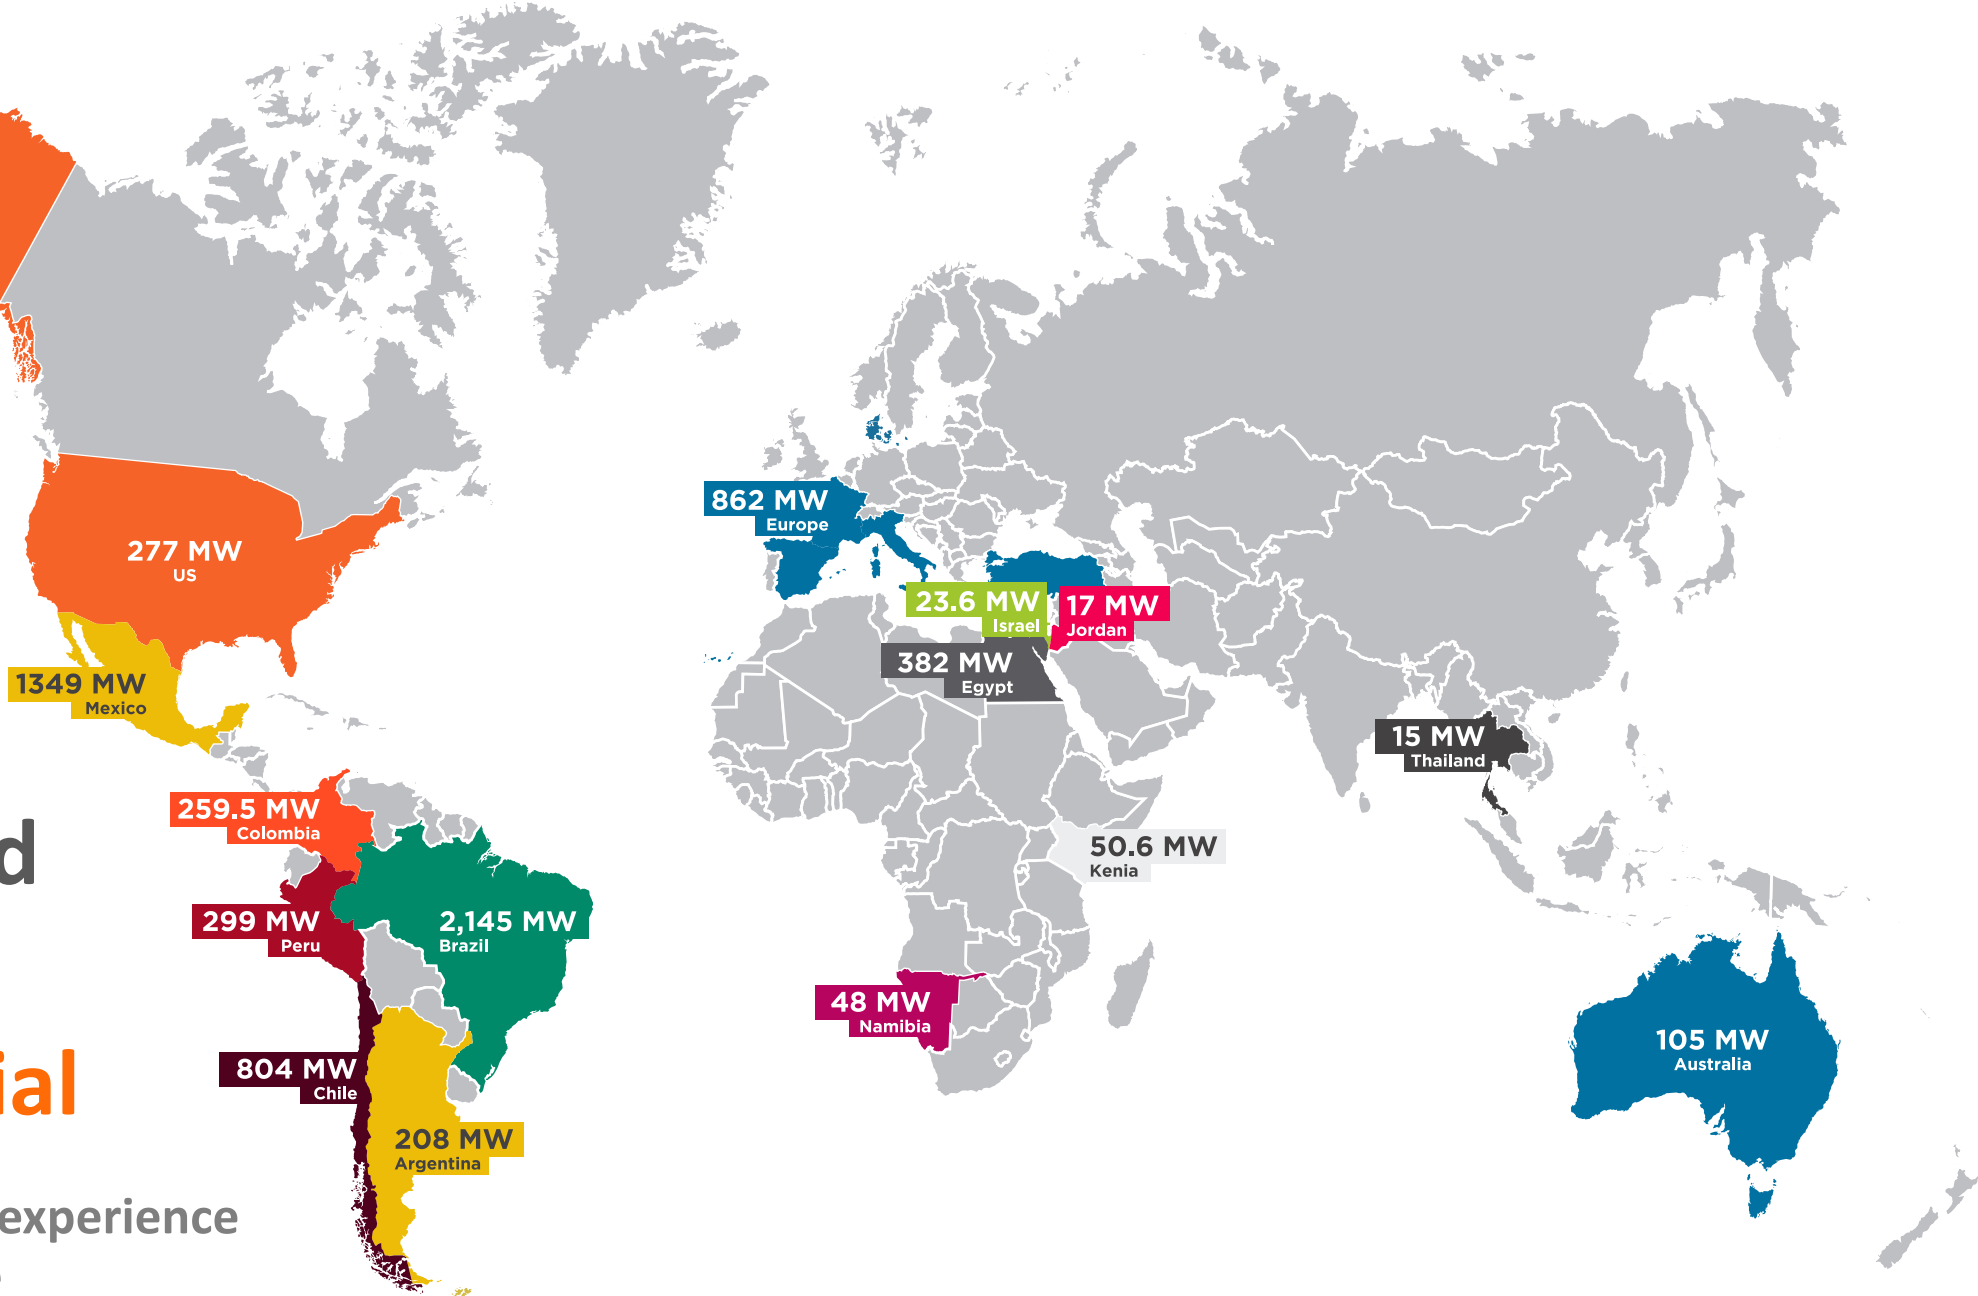 862 MW
Europe
277 MW
US
23.6 MW
Israel
17 MW
Jordan
382 MW
Egypt
1349 MW
Mexico
15 MW
Thailand
259.5 MW
Colombia
50.6 MW
Kenia
299 MW
Peru
2,145 MW
Brazil
48 MW
Namibia
804 MW
Chile
105 MW
Australia
208 MW
Argentina
d
ial
experience